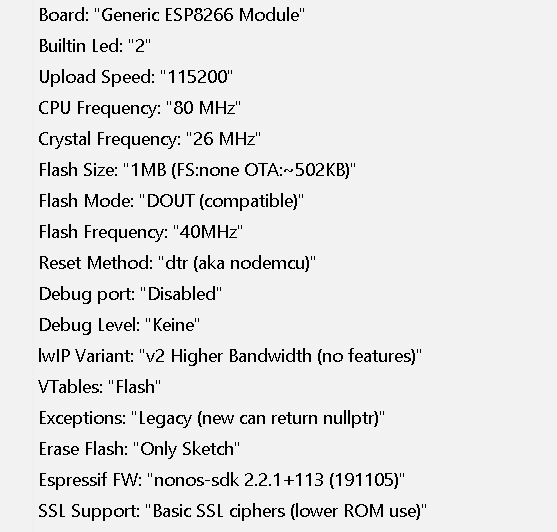 Board: "Generic ESP8266 Module"
Builtin Led: "2"
Upload Speed: "115200"
CPU Frequency: "80 MHz"
Crystal Frequency: "26 MHz"
Flash Size: "1MB (FS:none OTA:~502KB)"
Flash Mode: "DOUT (compatible)"
Flash Frequency: "40MHz"
Reset Method: "dtr (aka nodemcu)"
Debug port: "Disabled"
Debug Level: "Keine"
lwIP Variant: "v2 Higher Bandwidth (no features)"
VTables: "Flash"
Exceptions: "Legacy (new can return nullptr)"
Erase Flash: "Only Sketch"
Espressif FW: "nonos-sdk 2.2.1+113 (191105)"
SSL Support: "Basic SSL ciphers (lower ROM use)"